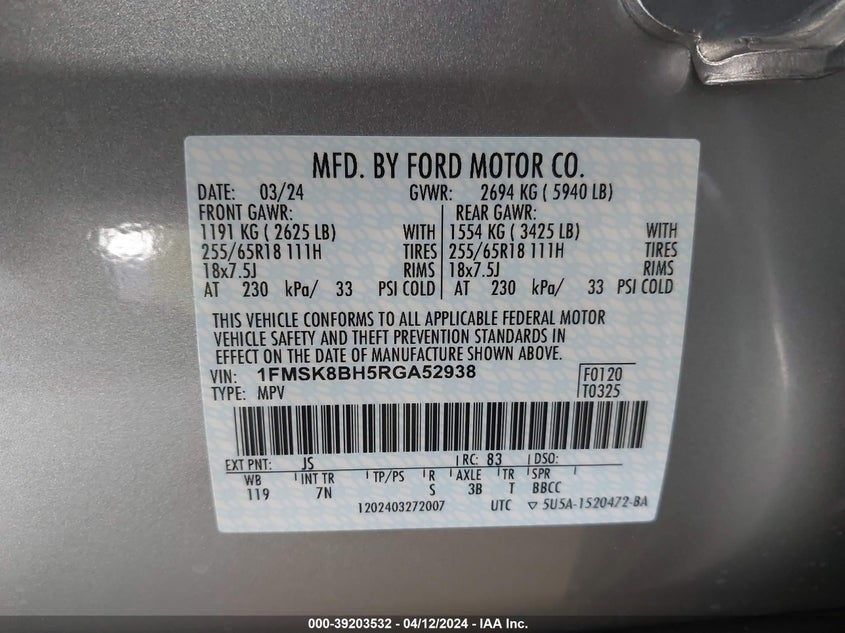 MFD. BY FORD MOTOR CO.
DATE: 03/24 GVWR: 2694 KG ( 5940 LB)
FRONT GAWR: REAR GAWR:
1191 KG ( 2625 LB) WITH 1554 KG ( 3425 LB) WITH
255/65R18 111H TIRES 255/65R18 111H TIRES
18x7.5J RIMS 18x7.5J RIMS
AT 230 kPa/ 33 PSI COLD AT 230 kPa/ 33 PSI COLD
THIS VEHICLE CONFORMS TO ALL APPLICABLE FEDERAL MOTOR
VEHICLE SAFETY AND THEFT PREVENTION STANDARDS IN
EFFECT ON THE DATE OF MANUFACTURE SHOWN ABOVE.
VIN: 1FMSK8BH5RGA52938 F0120
TYPE: MPV T0325
EXT PNT: JS RC: 83 DSO:
WB INT TR TP/PS R AXLE TR SPR
119 7N S 3B T BBCC
1202403272007 UTC ▽ 5U5A-1520472-BA
000-39203532 - 04/12/2024 - IAA Inc.